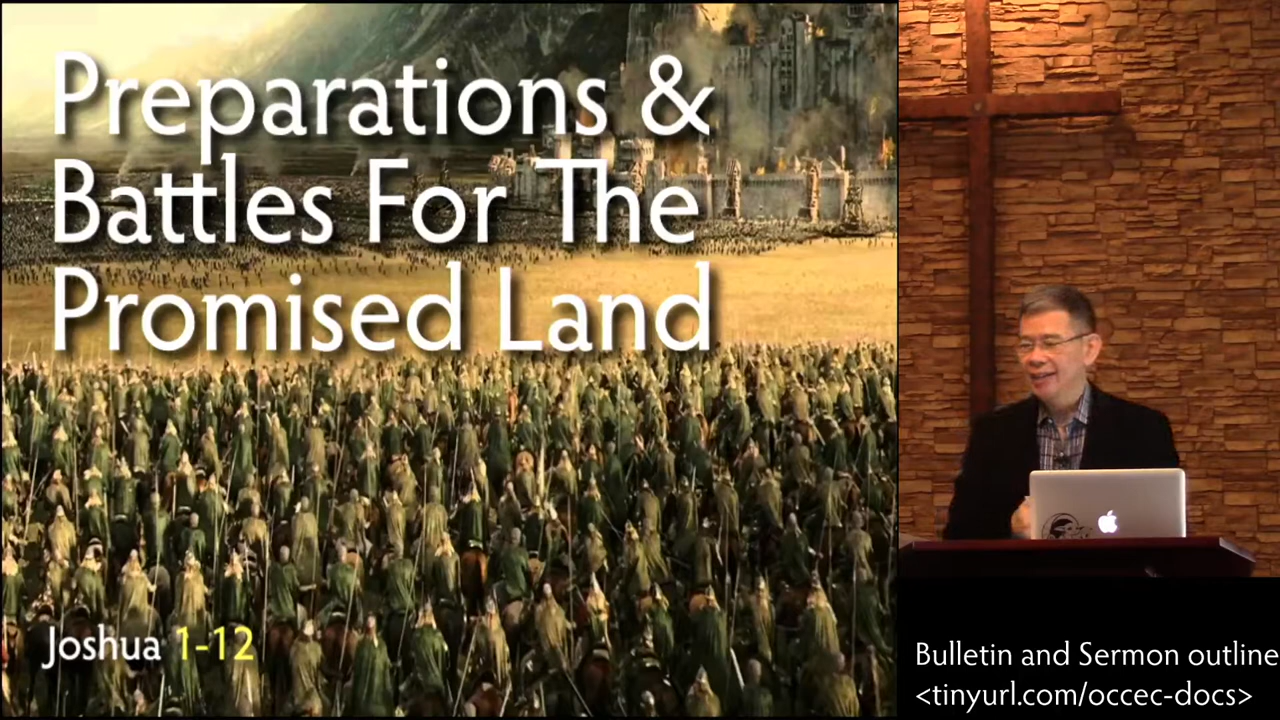 Preparations &
Battles For The
Promised Land
Joshua 1-12
Bulletin and Sermon outline
<tinyurl.com/occec-docs>